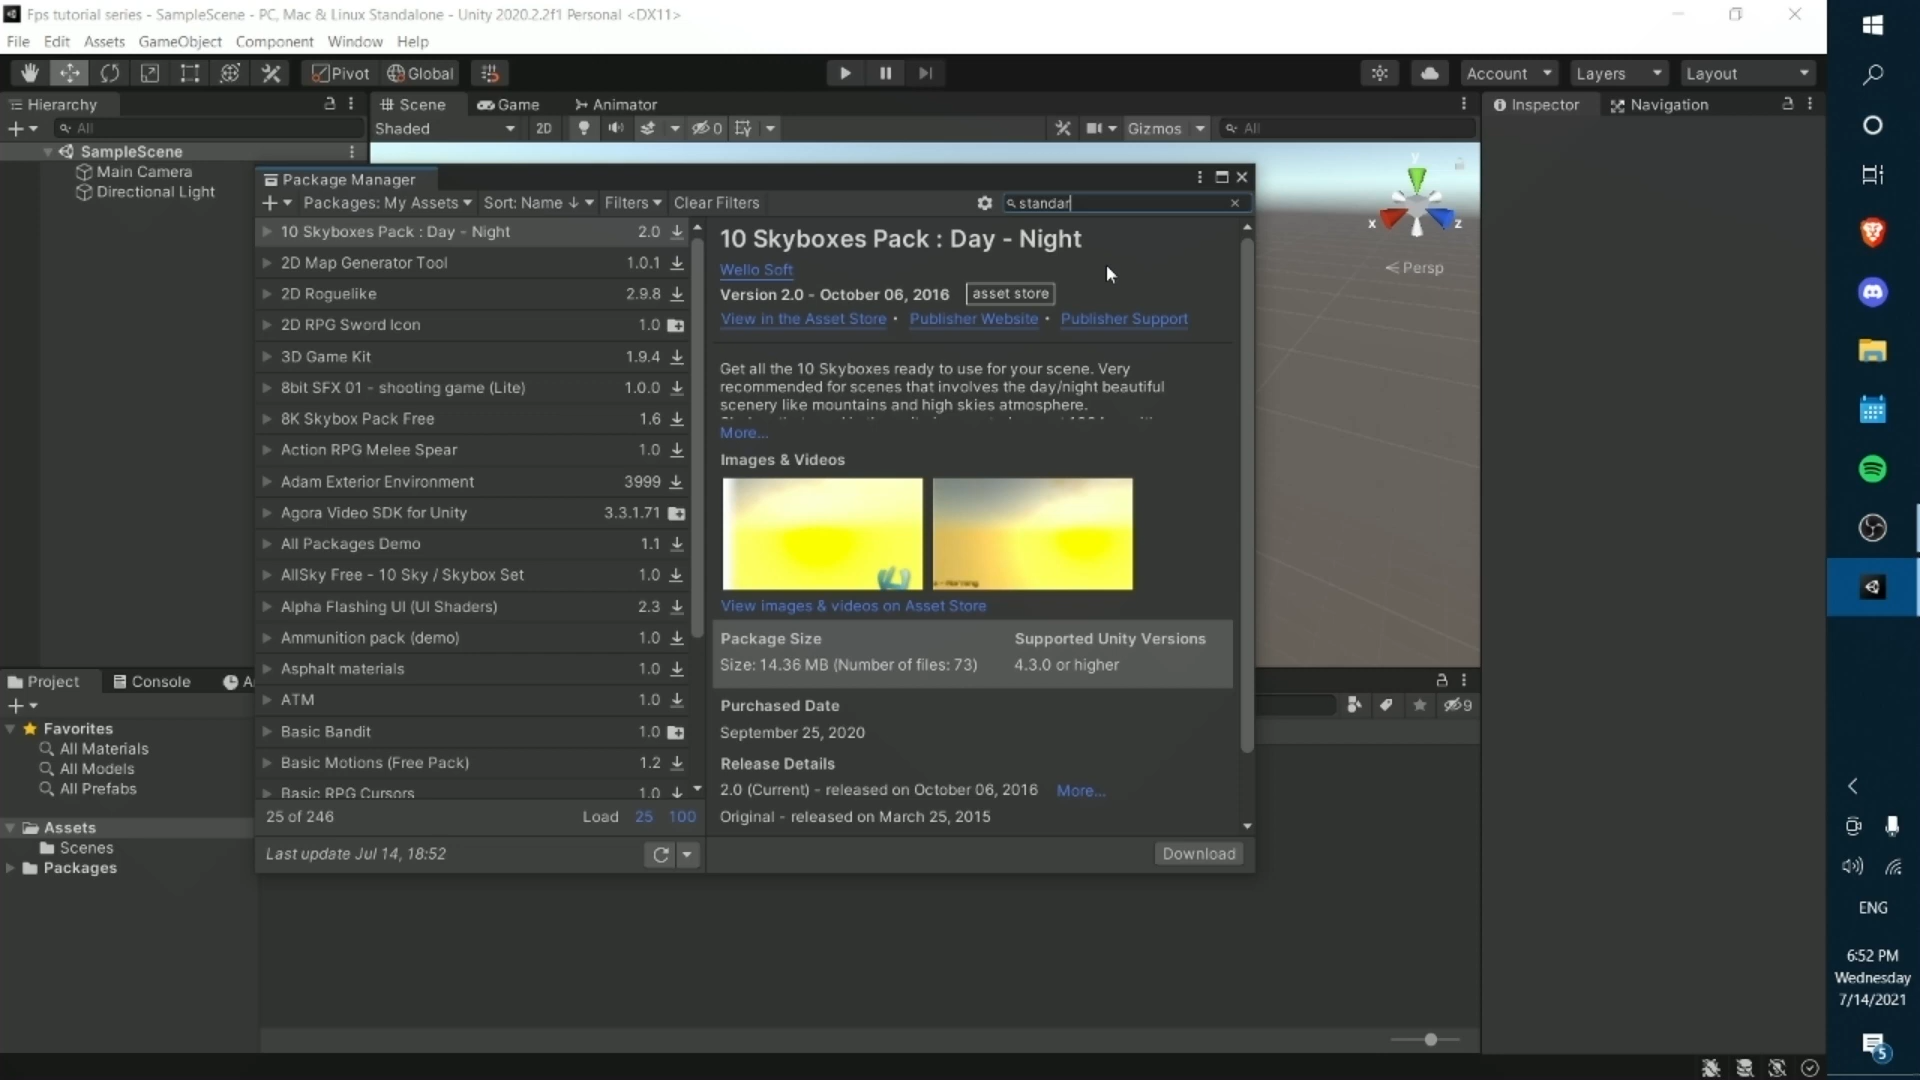 Fps tutorial series - SampleScene - PC, Mac & Linux Standalone - Unity 2020.2.2f1 Personal <DX11>
File Edit Assets GameObject Component Window Help
Pivot Global Account Layers Layout
Hierarchy Scene Game Animator Inspector Navigation
All Shaded 2D 0 Gizmos All
SampleScene
Main Camera
Directional Light
y
x z
Persp
Package Manager
Packages: My Assets Sort: Name ↓ Filters Clear Filters standar
10 Skyboxes Pack : Day - Night 2.0
2D Map Generator Tool 1.0.1
2D Roguelike 2.9.8
2D RPG Sword Icon 1.0
3D Game Kit 1.9.4
8bit SFX 01 - shooting game (Lite) 1.0.0
8K Skybox Pack Free 1.6
Action RPG Melee Spear 1.0
Adam Exterior Environment 3999
Agora Video SDK for Unity 3.3.1.71
All Packages Demo 1.1
AllSky Free - 10 Sky / Skybox Set 1.0
Alpha Flashing UI (UI Shaders) 2.3
Ammunition pack (demo) 1.0
Asphalt materials 1.0
ATM 1.0
Basic Bandit 1.0
Basic Motions (Free Pack) 1.2
Basic RPG Cursors 1.0
25 of 246 Load 25 100
Last update Jul 14, 18:52
10 Skyboxes Pack : Day - Night
Wello Soft
Version 2.0 - October 06, 2016 asset store
View in the Asset Store • Publisher Website • Publisher Support
Get all the 10 Skyboxes ready to use for your scene. Very
recommended for scenes that involves the day/night beautiful
scenery like mountains and high skies atmosphere.
More...
Images & Videos
View images & videos on Asset Store
Package Size Supported Unity Versions
Size: 14.36 MB (Number of files: 73) 4.3.0 or higher
Purchased Date
September 25, 2020
Release Details
2.0 (Current) - released on October 06, 2016 More...
Original - released on March 25, 2015
Download
Project Console A
9
Favorites
All Materials
All Models
All Prefabs
Assets
Scenes
Packages
ENG
6:52 PM
Wednesday
7/14/2021
5